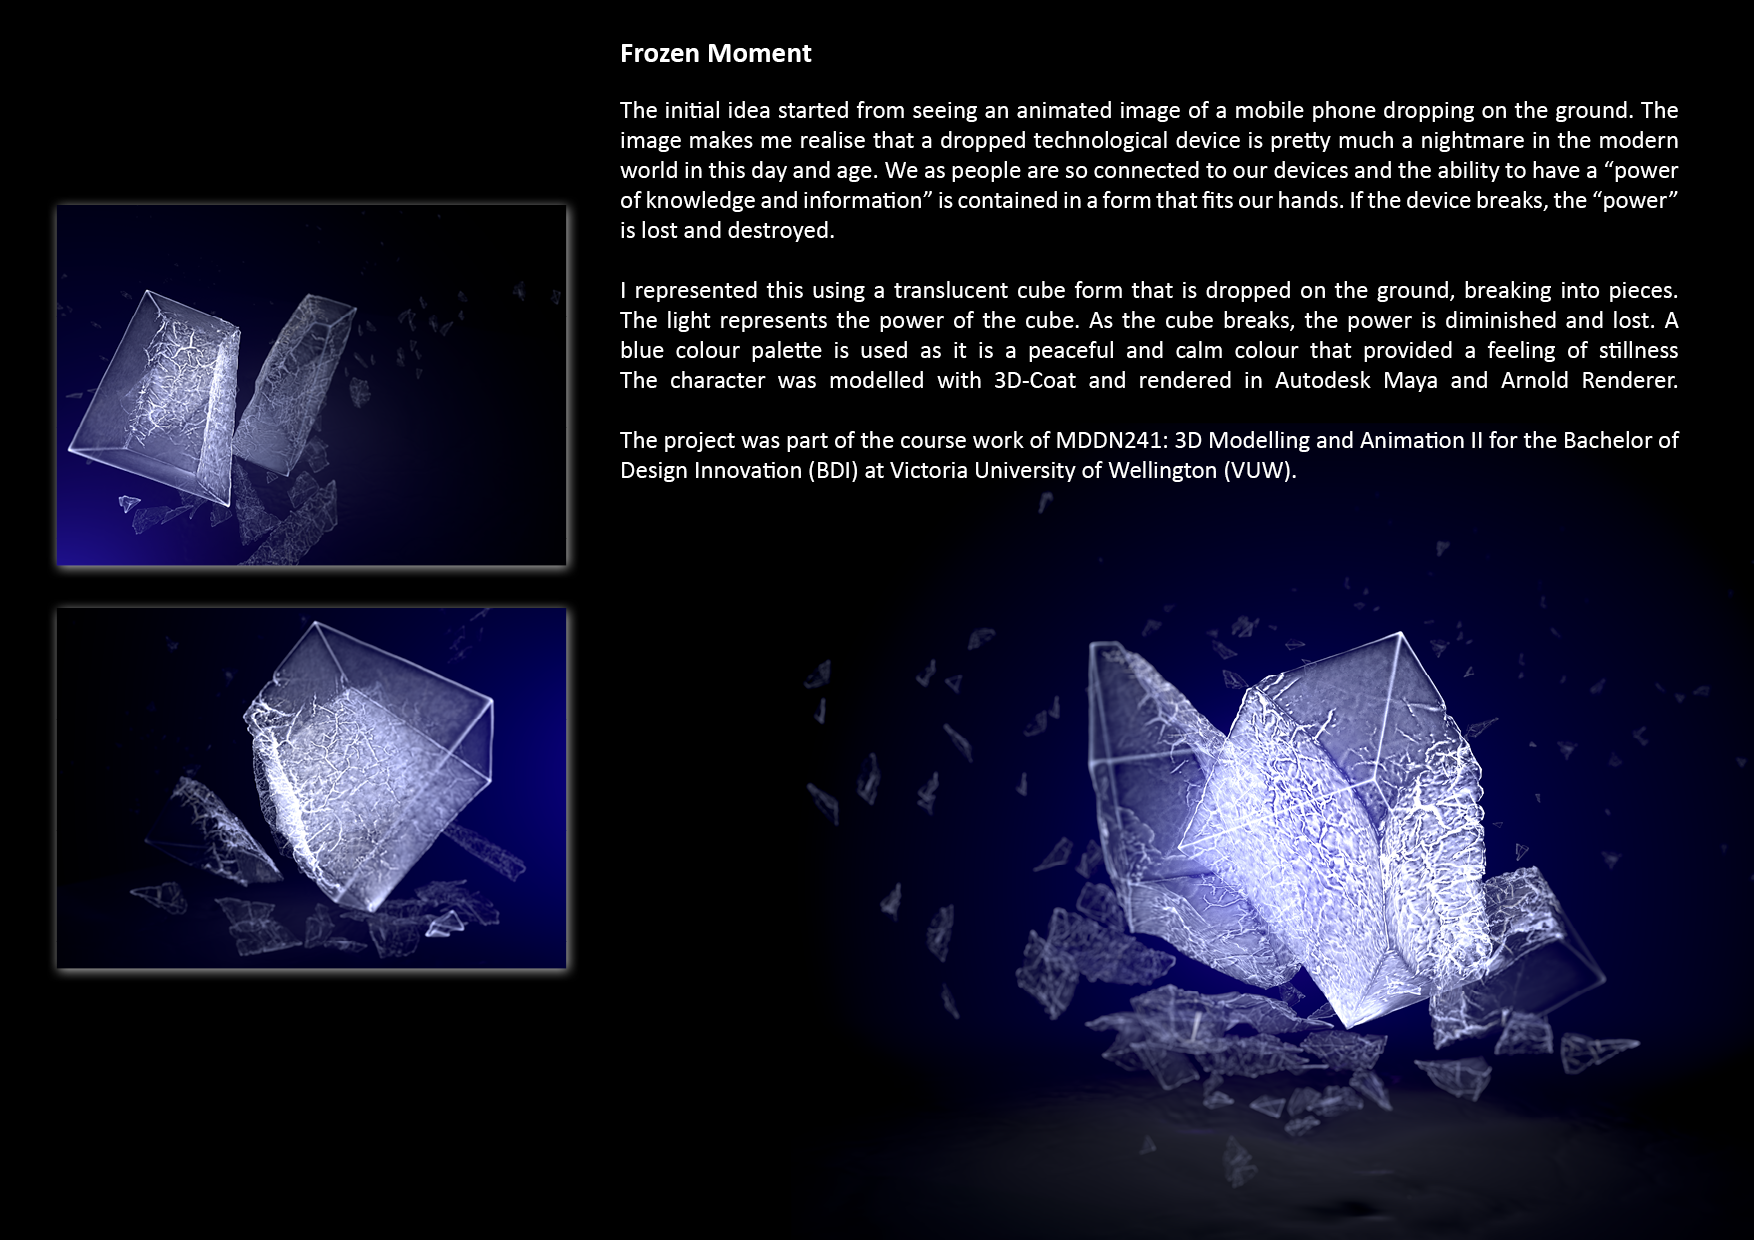 Frozen Moment
The initial idea started from seeing an animated image of a mobile phone dropping on the ground. The
image makes me realise that a dropped technological device is pretty much a nightmare in the modern
world in this day and age. We as people are so connected to our devices and the ability to have a “power
of knowledge and information” is contained in a form that fits our hands. If the device breaks, the “power”
is lost and destroyed.
I represented this using a translucent cube form that is dropped on the ground, breaking into pieces.
The light represents the power of the cube. As the cube breaks, the power is diminished and lost. A
blue colour palette is used as it is a peaceful and calm colour that provided a feeling of stillness
The character was modelled with 3D-Coat and rendered in Autodesk Maya and Arnold Renderer.
The project was part of the course work of MDDN241: 3D Modelling and Animation II for the Bachelor of
Design Innovation (BDI) at Victoria University of Wellington (VUW).